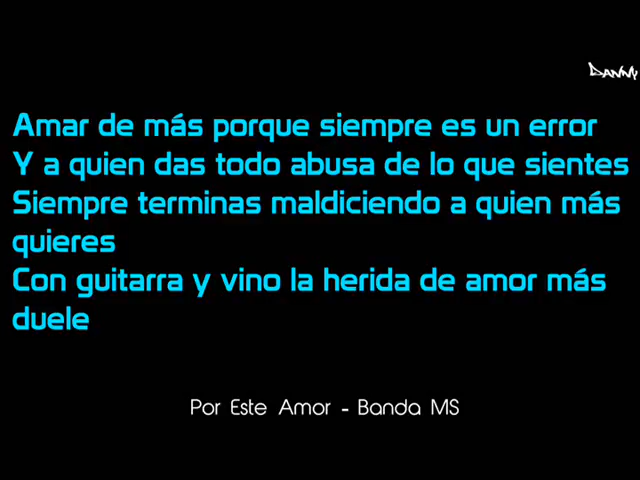 Danny
Amar de más porque siempre es un error
Y a quien das todo abusa de lo que sientes
Siempre terminas maldiciendo a quien más
quieres
Con guitarra y vino la herida de amor más
duele
Por Este Amor - Banda MS